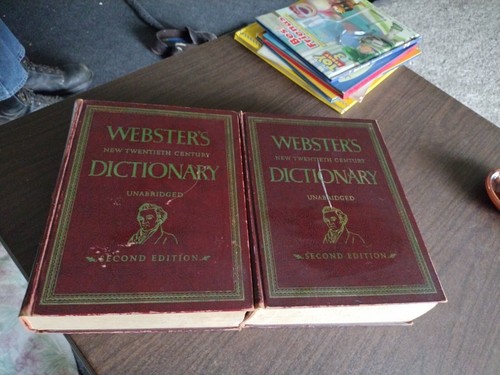 WEBSTER'S
NEW TWENTIETH CENTURY
DICTIONARY
UNABRIDGED
SECOND EDITION
WEBSTER'S
NEW TWENTIETH CENTURY
DICTIONARY
UNABRIDGED
SECOND EDITION